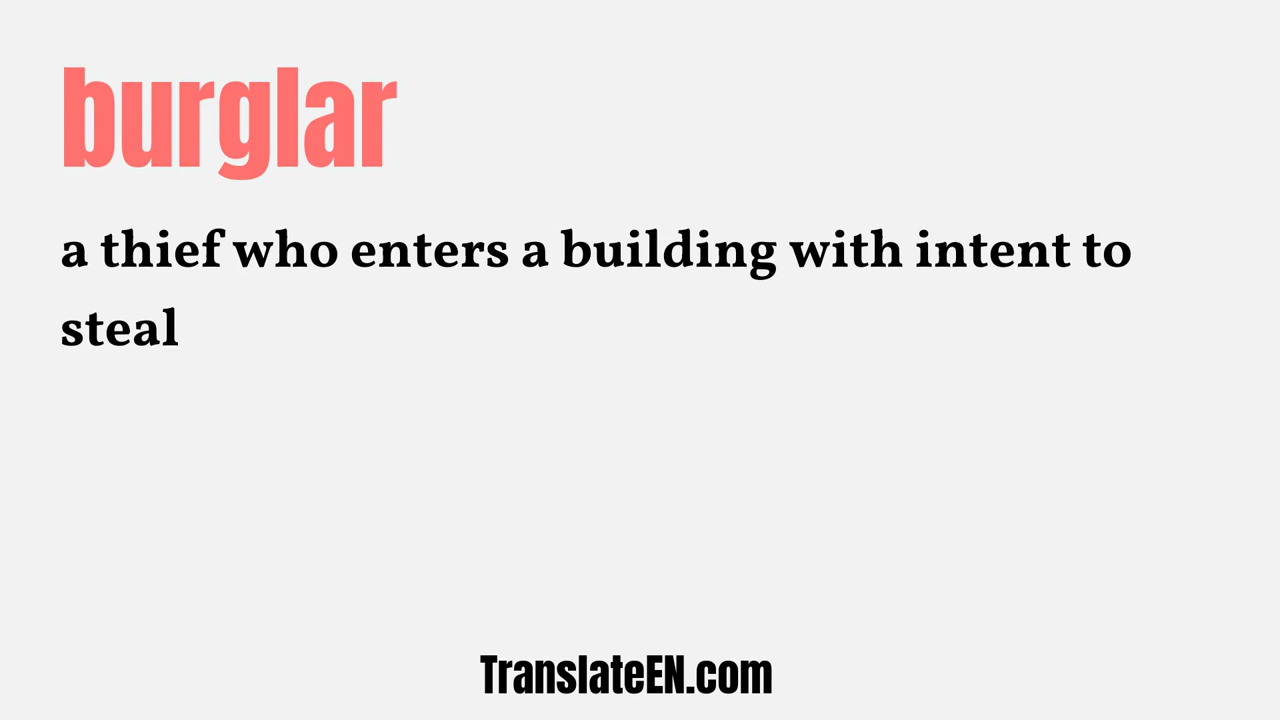 burglar
a thief who enters a building with intent to
steal
TranslateEN.com